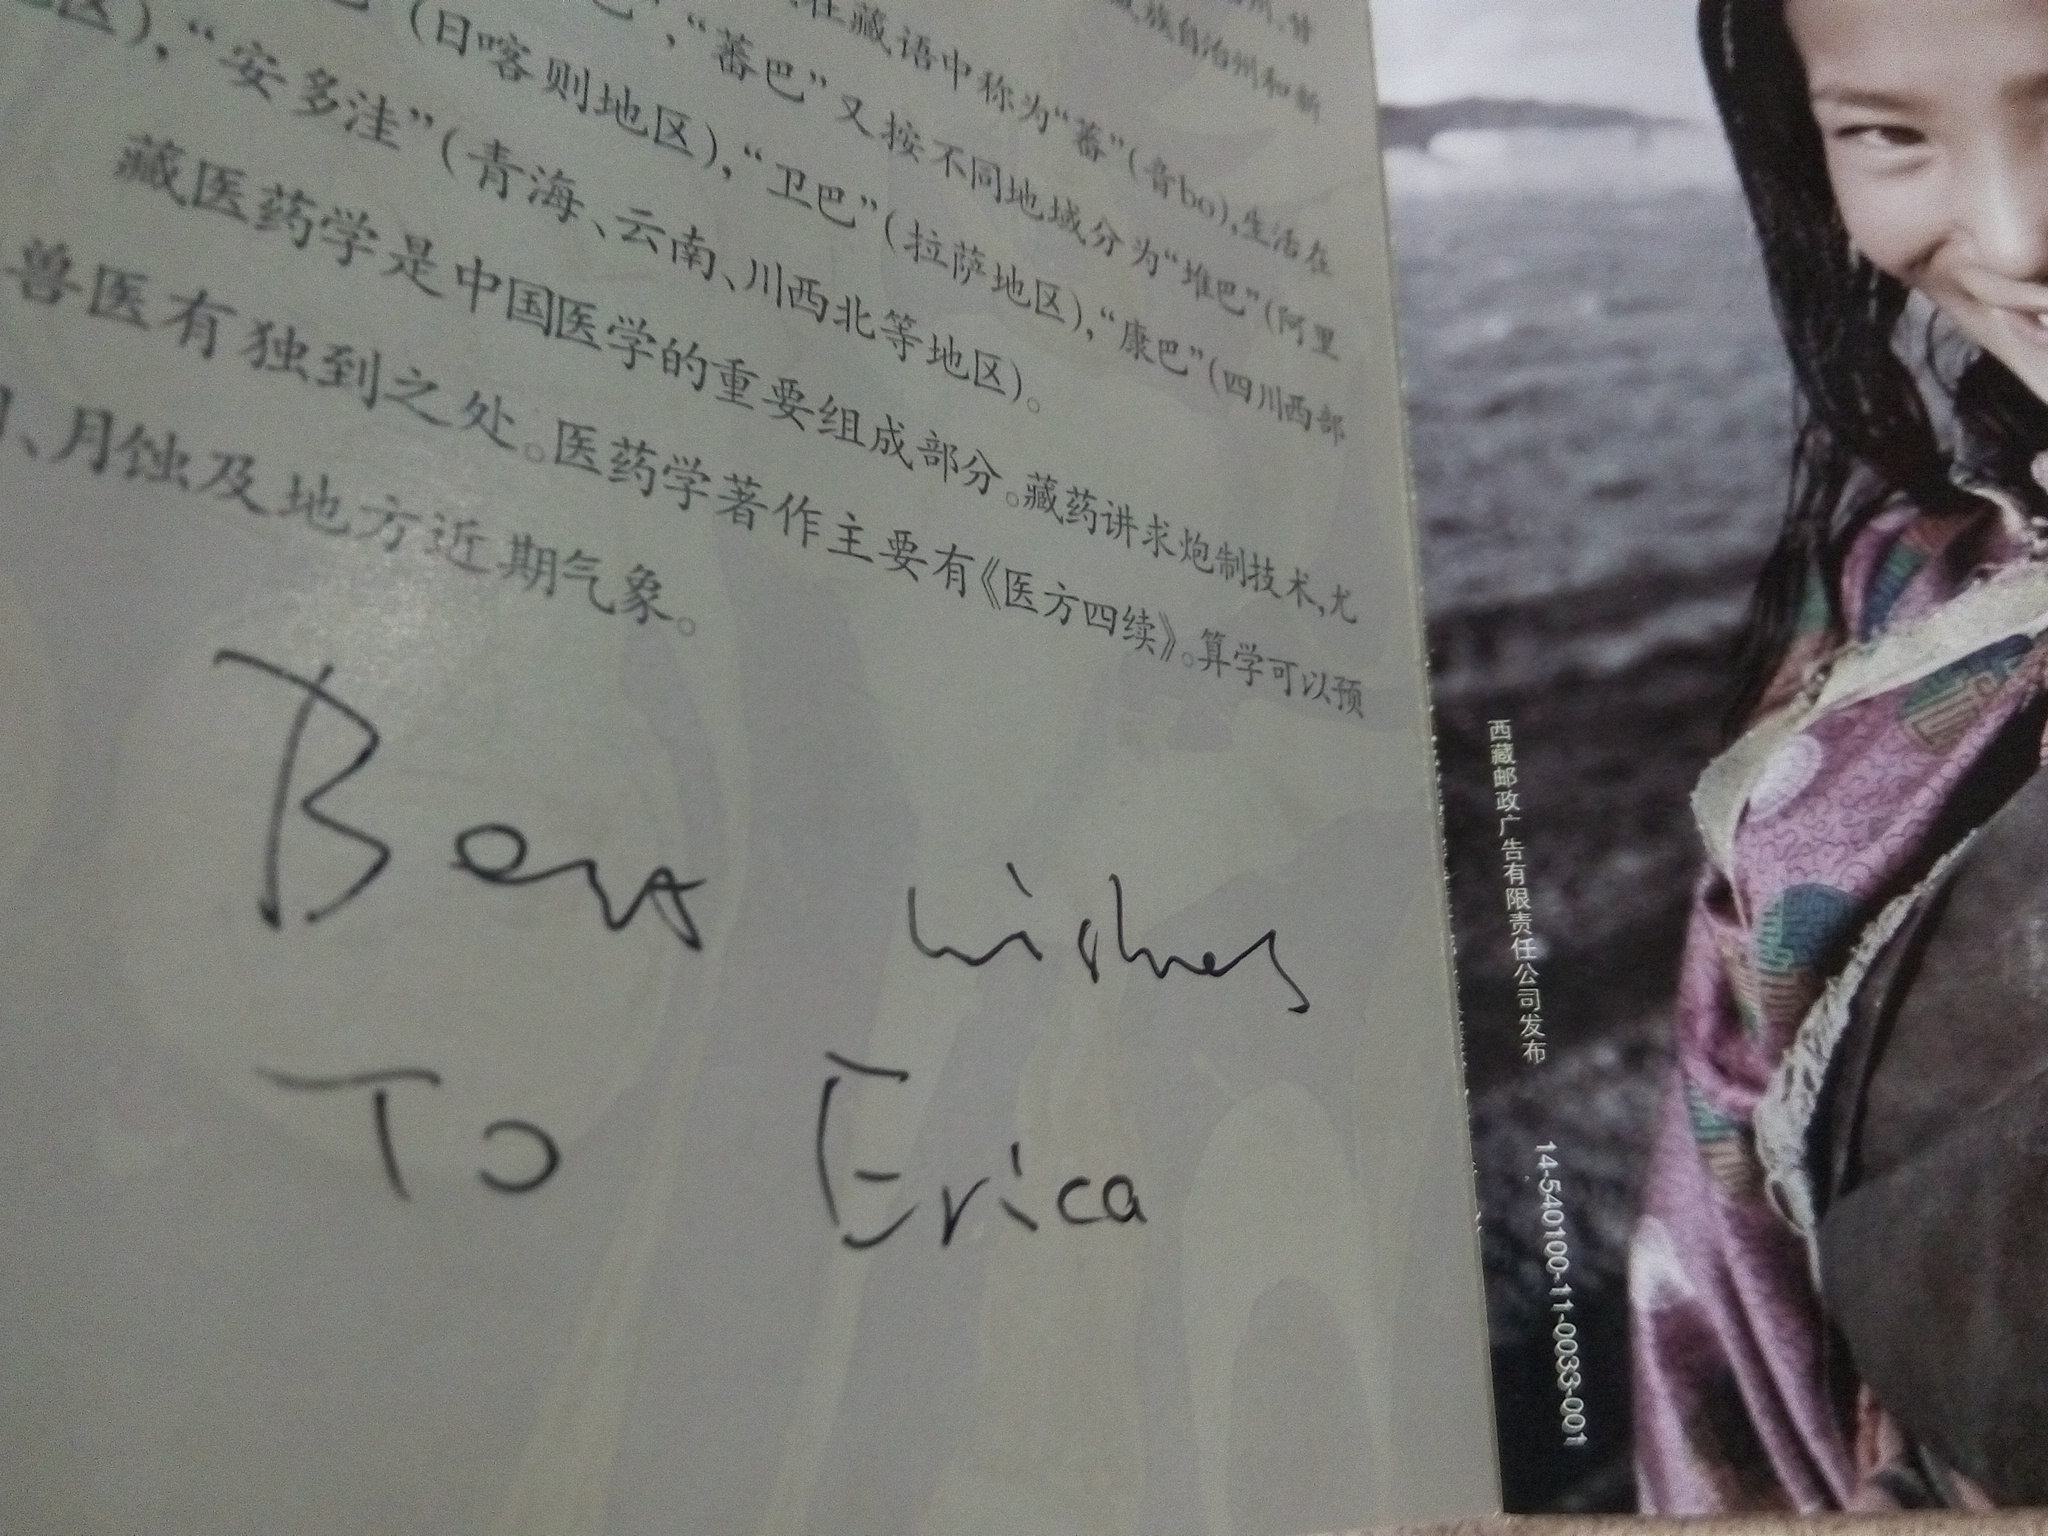 州、甘
藏族自治州和新
在藏语中称为“蕃”(音bo),生活在
巴”,“蕃巴”又按不同地域分为“堆巴”(阿里
(日喀则地区),“卫巴”(拉萨地区),“康巴”(四川西部
地区),“安多洼”(青海、云南、川西北等地区)。
藏医药学是中国医学的重要组成部分。藏药讲求炮制技术,尤
兽医有独到之处。医药学著作主要有《医方四续》。算学可以预
、月蚀及地方近期气象。
Best wishes
To Erica
西藏邮政广告有限责任公司发布
14-540100-11-0033-001